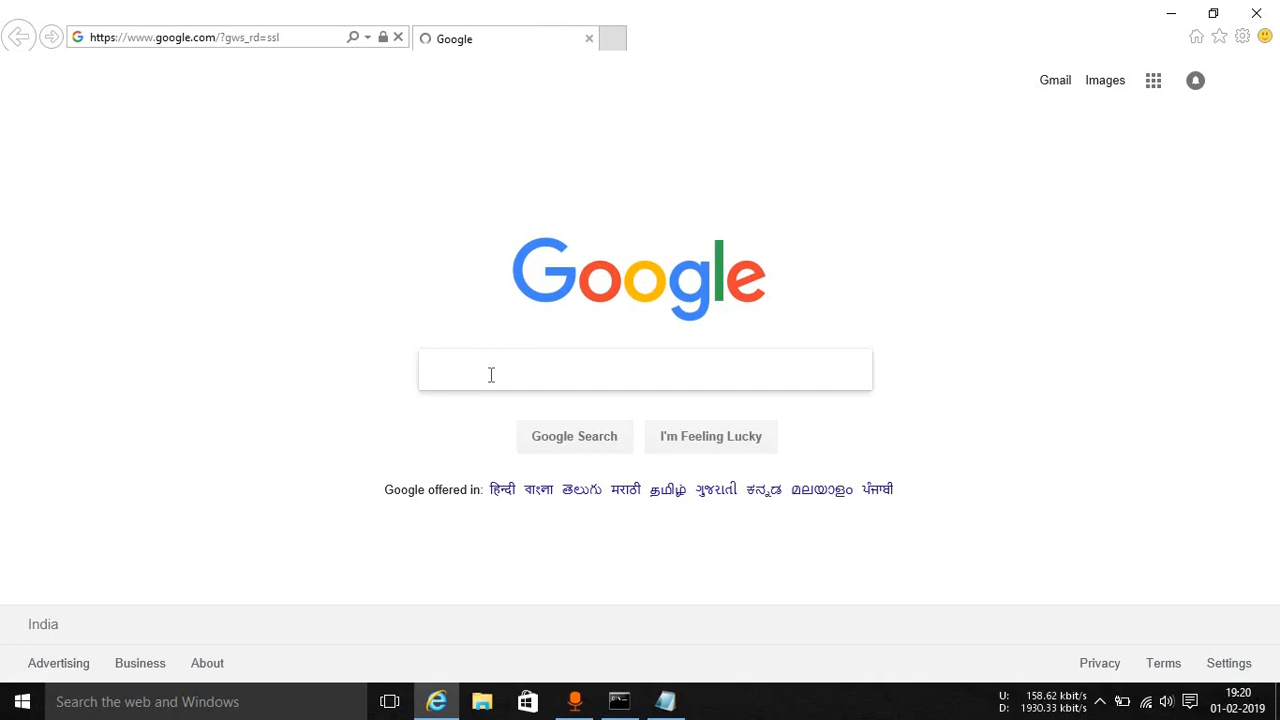 https://www.google.com/?gws_rd=ssl
Google
Gmail Images
Google
Google Search I'm Feeling Lucky
Google offered in: हिन्दी বাংলা తెలుగు मराठी தமிழ் ગુજરાતી ಕನ್ನಡ മലയാളം ਪੰਜਾਬੀ
India
Advertising Business About Privacy Terms Settings
Search the web and Windows
U: 158.62 kbit/s
D: 1930.33 kbit/s
19:20
01-02-2019